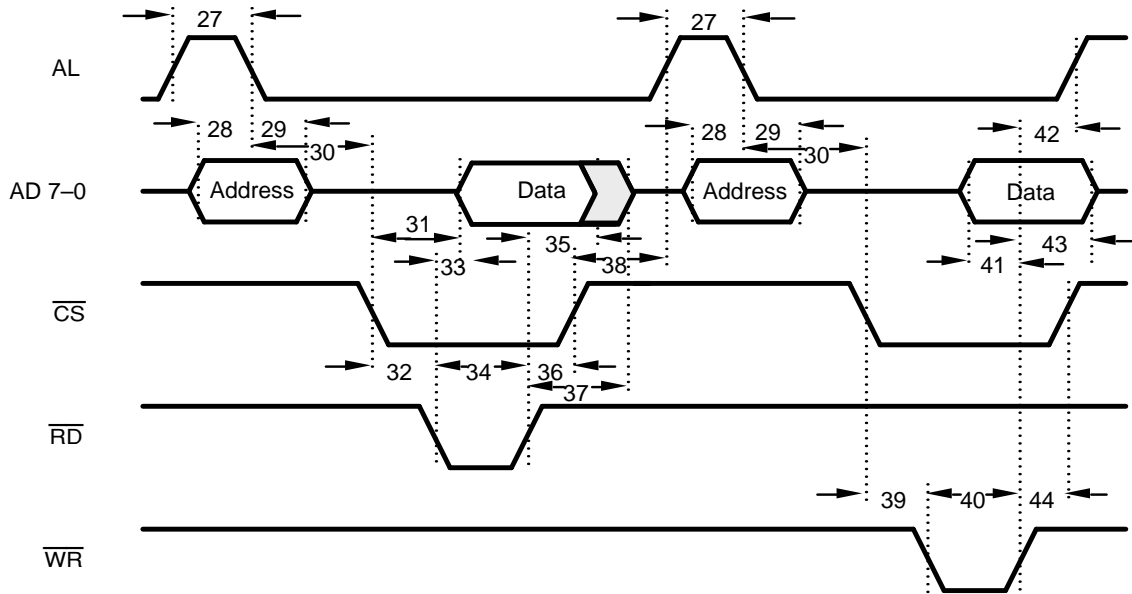 27 27
AL
28 29 30 28 29 30 42
AD 7–0 Address Data Address Data
31 35 43
33 38 41
CS
32 34 36
37
RD
39 40 44
WR